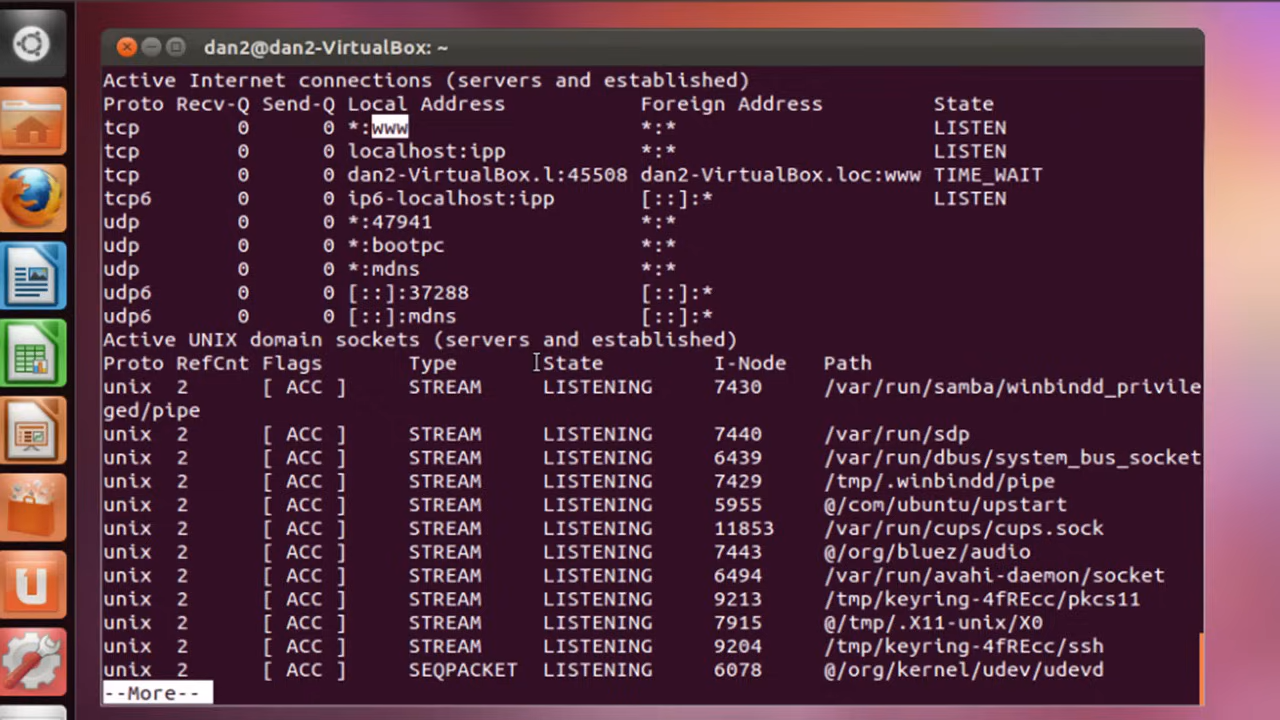 dan2@dan2-VirtualBox: ~
Active Internet connections (servers and established)
Proto Recv-Q Send-Q Local Address Foreign Address State
tcp 0 0 *:www *:* LISTEN
tcp 0 0 localhost:ipp *:* LISTEN
tcp 0 0 dan2-VirtualBox.l:45508 dan2-VirtualBox.loc:www TIME_WAIT
tcp6 0 0 ip6-localhost:ipp [::]:* LISTEN
udp 0 0 *:47941 *:*
udp 0 0 *:bootpc *:*
udp 0 0 *:mdns *:*
udp6 0 0 [::]:37288 [::]:*
udp6 0 0 [::]:mdns [::]:*
Active UNIX domain sockets (servers and established)
Proto RefCnt Flags Type State I-Node Path
unix 2 [ ACC ] STREAM LISTENING 7430 /var/run/samba/winbindd_privile
ged/pipe
unix 2 [ ACC ] STREAM LISTENING 7440 /var/run/sdp
unix 2 [ ACC ] STREAM LISTENING 6439 /var/run/dbus/system_bus_socket
unix 2 [ ACC ] STREAM LISTENING 7429 /tmp/.winbindd/pipe
unix 2 [ ACC ] STREAM LISTENING 5955 @/com/ubuntu/upstart
unix 2 [ ACC ] STREAM LISTENING 11853 /var/run/cups/cups.sock
unix 2 [ ACC ] STREAM LISTENING 7443 @/org/bluez/audio
unix 2 [ ACC ] STREAM LISTENING 6494 /var/run/avahi-daemon/socket
unix 2 [ ACC ] STREAM LISTENING 9213 /tmp/keyring-4fREcc/pkcs11
unix 2 [ ACC ] STREAM LISTENING 7915 @/tmp/.X11-unix/X0
unix 2 [ ACC ] STREAM LISTENING 9204 /tmp/keyring-4fREcc/ssh
unix 2 [ ACC ] SEQPACKET LISTENING 6078 @/org/kernel/udev/udevd
--More--